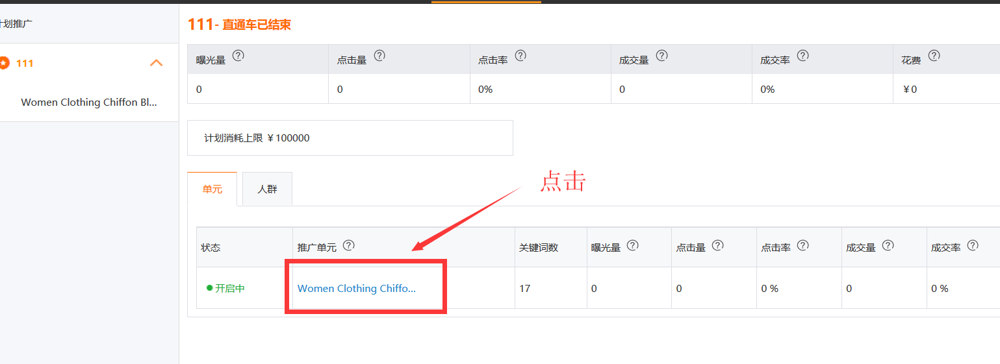 计划推广
111
Women Clothing Chiffon Bl...
111- 直通车已结束
曝光量 点击量 点击率 成交量 成交率 花费
0 0 0% 0 0% ￥0
计划消耗上限 ￥100000
点击
单元 人群
状态 推广单元 关键词数 曝光量 点击量 点击率 成交量 成交率
开启中 Women Clothing Chiffo... 17 0 0 0 % 0 0 %